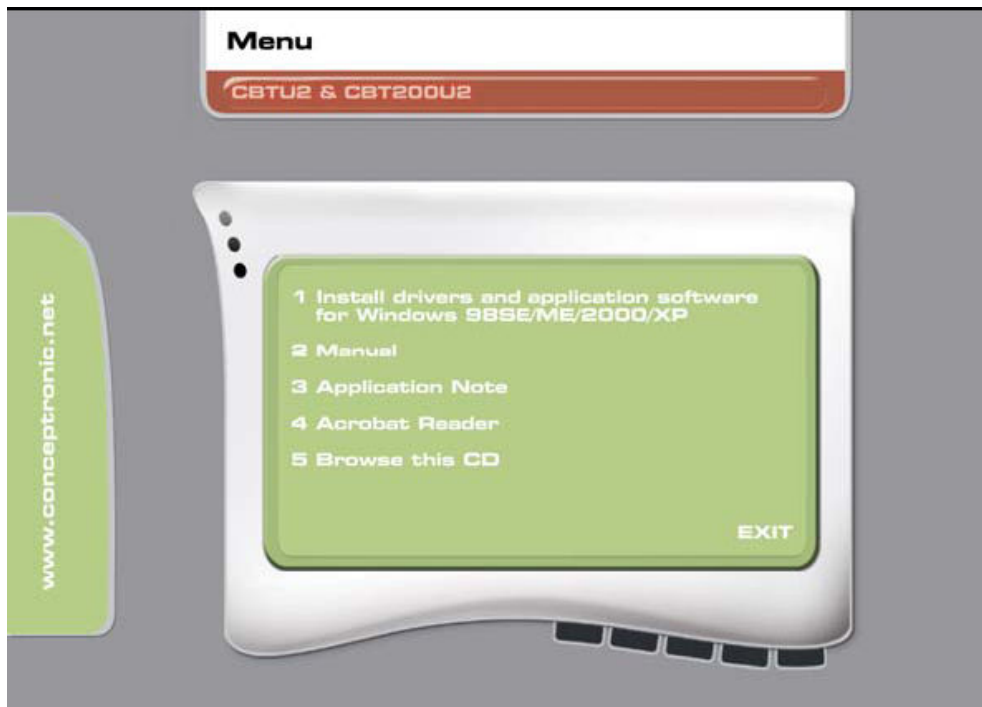 Menu
CBTU2 & CBT200U2
www.conceptronic.net
1 Install drivers and application software
for Windows 98SE/ME/2000/XP
2 Manual
3 Application Note
4 Acrobat Reader
5 Browse this CD
EXIT